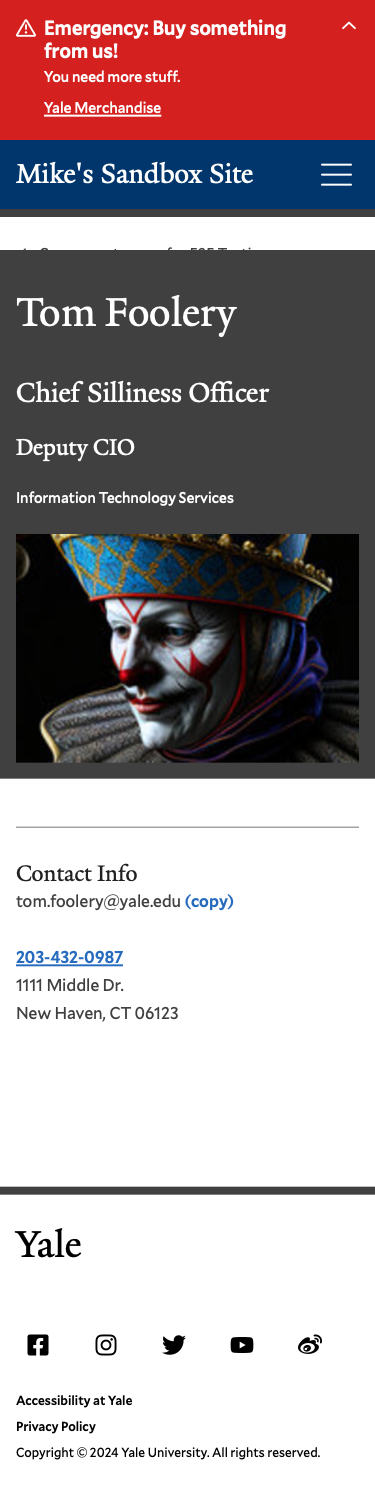 Emergency: Buy something
from us!
You need more stuff.
Yale Merchandise
Mike's Sandbox Site
Tom Foolery
Chief Silliness Officer
Deputy CIO
Information Technology Services
Contact Info
tom.foolery@yale.edu (copy)
203-432-0987
1111 Middle Dr.
New Haven, CT 06123
Yale
Accessibility at Yale
Privacy Policy
Copyright © 2024 Yale University. All rights reserved.